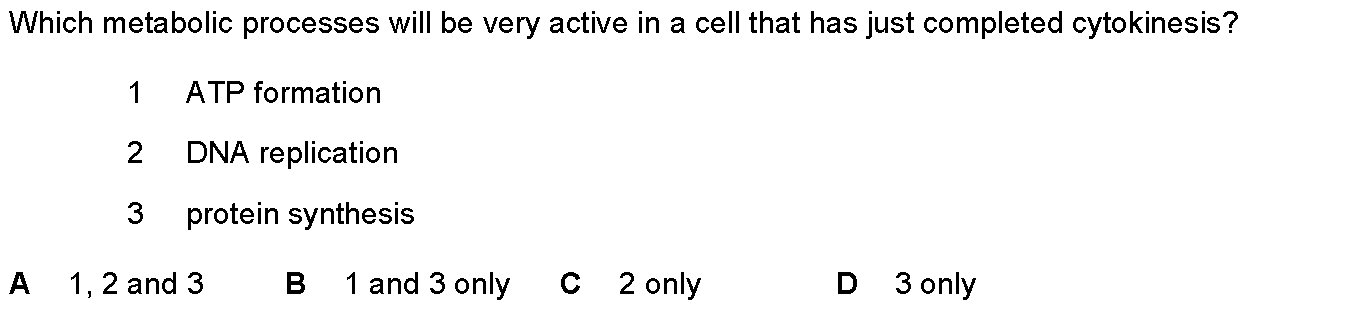 Which metabolic processes will be very active in a cell that has just completed cytokinesis?
1 ATP formation
2 DNA replication
3 protein synthesis
A 1, 2 and 3 B 1 and 3 only C 2 only D 3 only